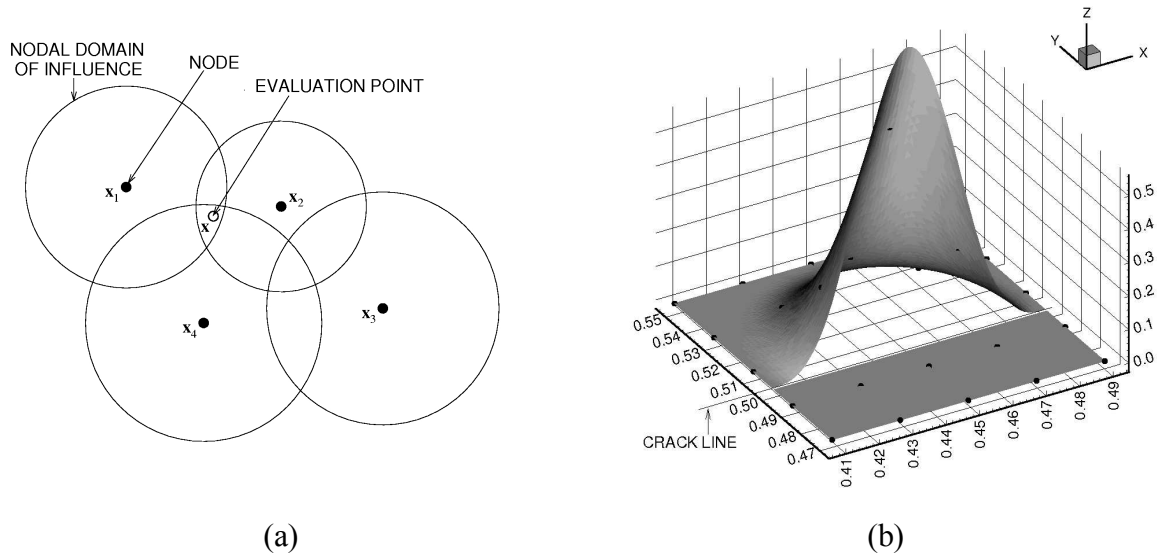 NODAL DOMAIN
OF INFLUENCE
NODE
EVALUATION POINT
x1
x2
x
x4
x3
(a)
Z
Y
X
0.5
0.4
0.3
0.2
0.1
0.0
0.55
0.54
0.53
0.52
0.51
0.50
0.49
0.48
0.47
0.41
0.42
0.43
0.44
0.45
0.46
0.47
0.48
0.49
CRACK LINE
(b)